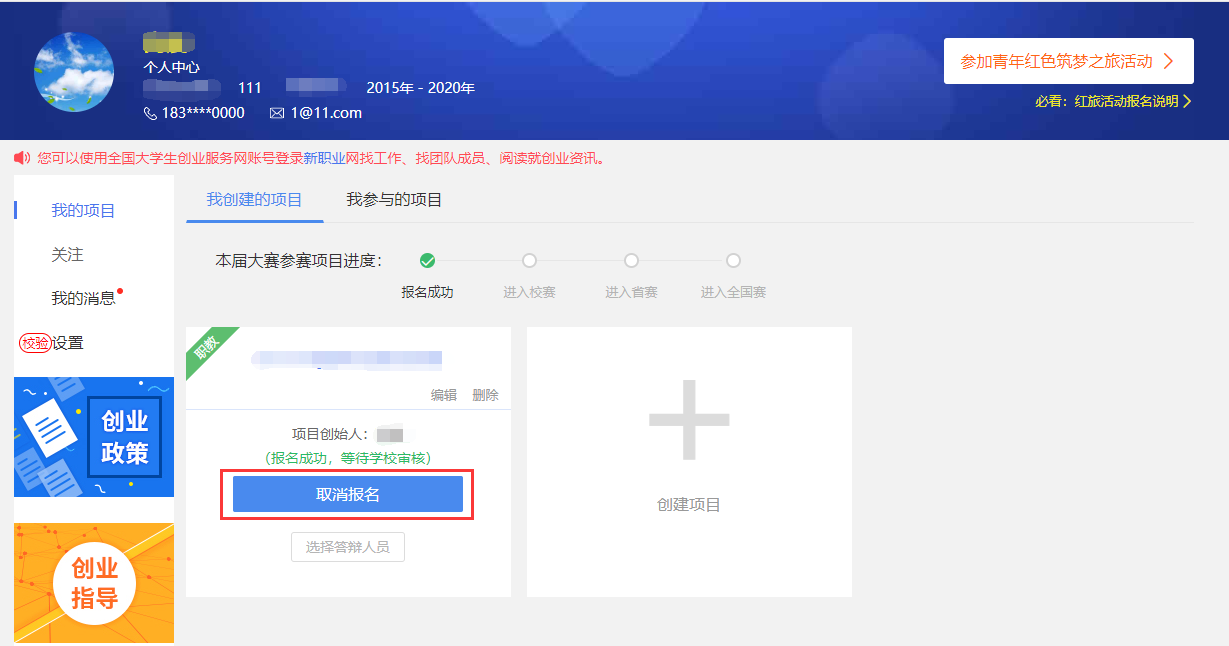 个人中心
111 2015年 - 2020年
183****0000 1@11.com
参加青年红色筑梦之旅活动
必看：红旅活动报名说明
您可以使用全国大学生创业服务网账号登录新职业网找工作、找团队成员、阅读就创业资讯。
我的项目
关注
我的消息
校验设置
创业
政策
创业
指导
我创建的项目 我参与的项目
本届大赛参赛项目进度：
报名成功 进入校赛 进入省赛 进入全国赛
职教
编辑 删除
项目创始人：
（报名成功，等待学校审核）
取消报名
选择答辩人员
创建项目